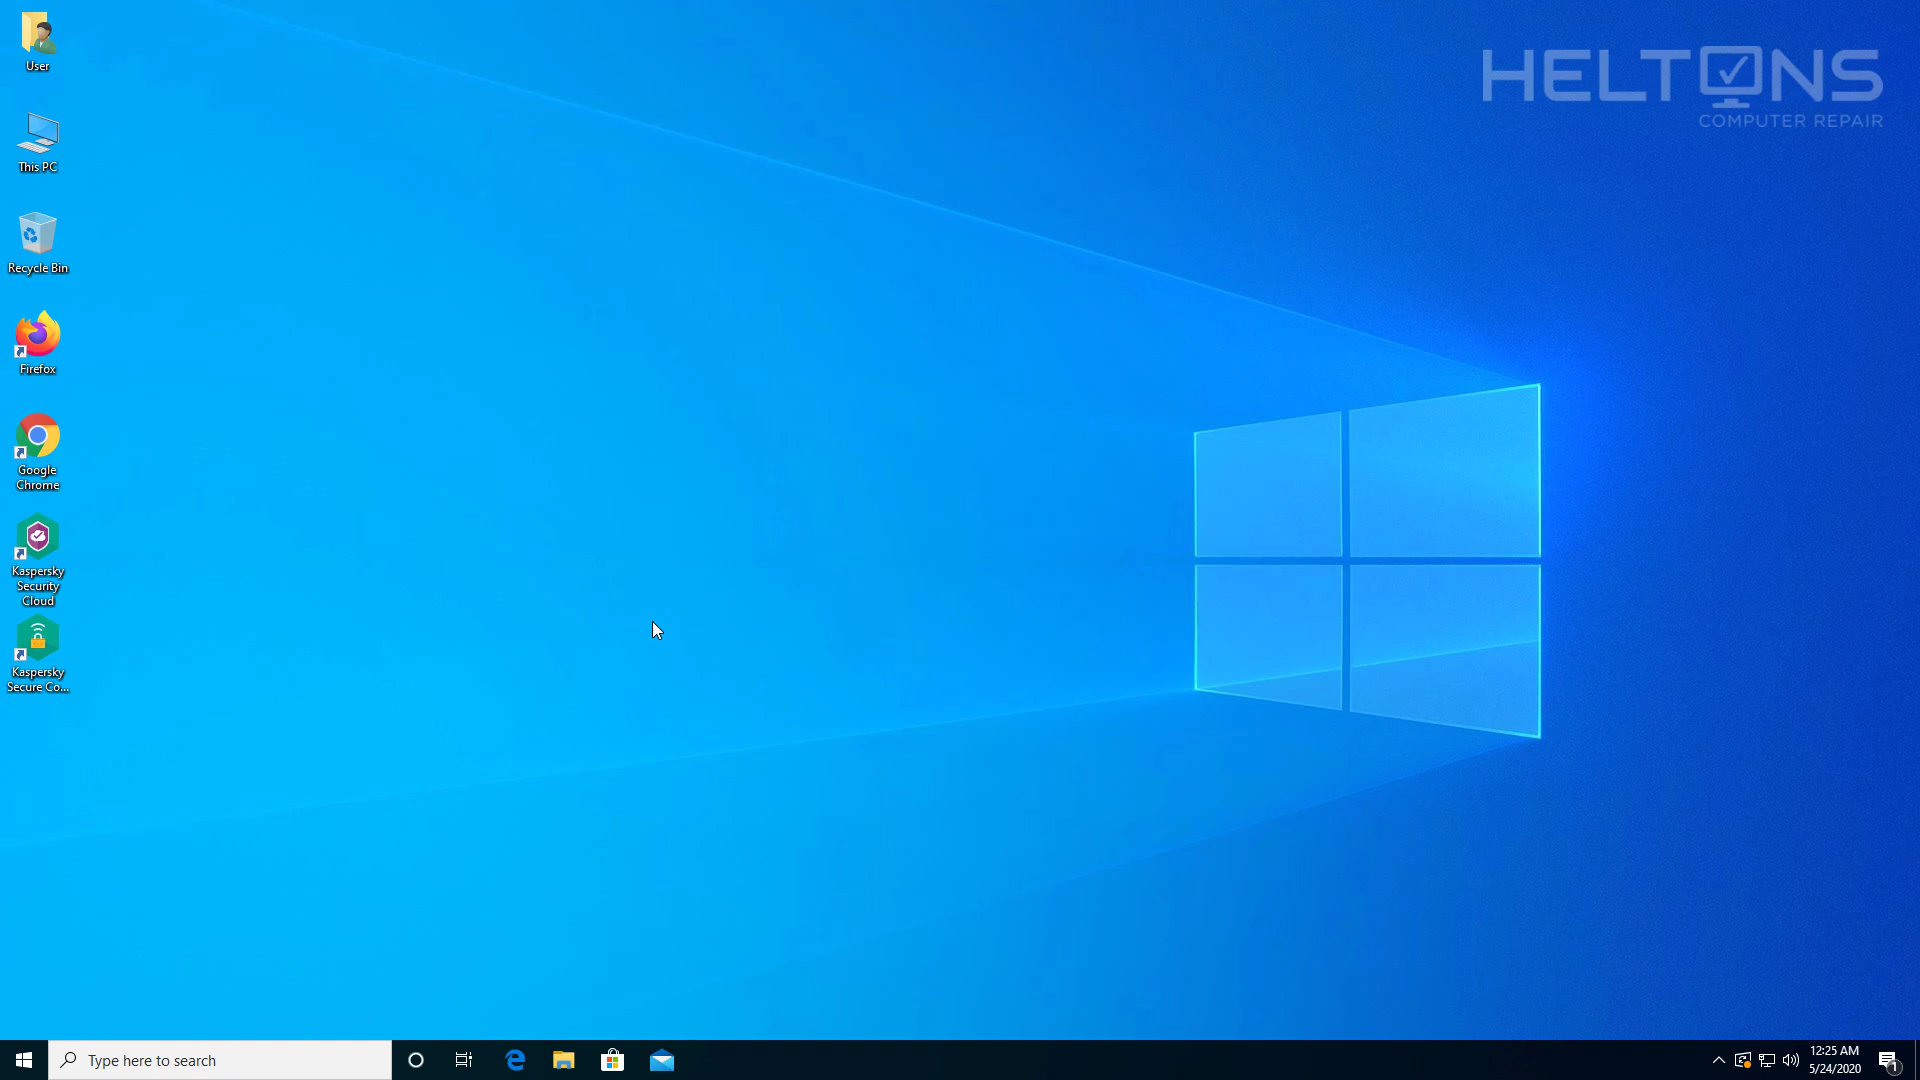 User
This PC
Recycle Bin
Firefox
Google
Chrome
Kaspersky
Security
Cloud
Kaspersky
Secure Co...
HELTONS
COMPUTER REPAIR
Type here to search
12:25 AM
5/24/2020
1